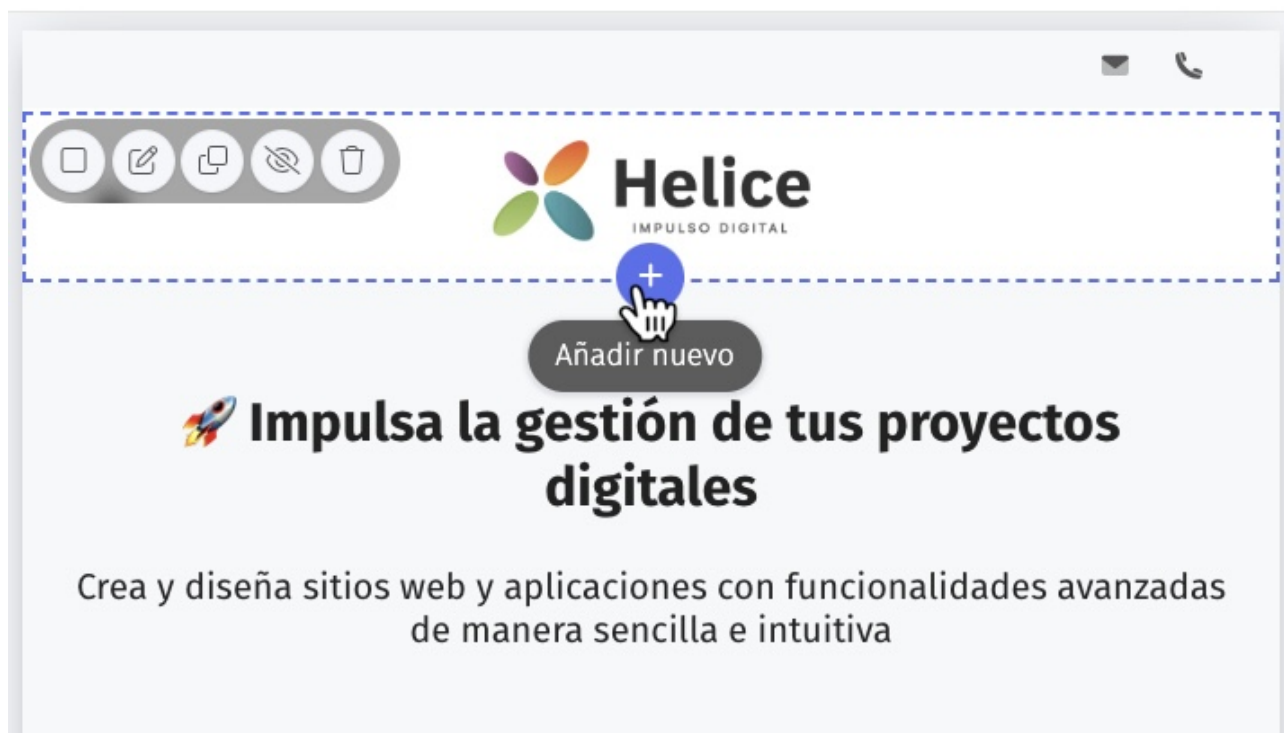 Helice
IMPULSO DIGITAL
Añadir nuevo
🚀 Impulsa la gestión de tus proyectos
digitales
Crea y diseña sitios web y aplicaciones con funcionalidades avanzadas
de manera sencilla e intuitiva